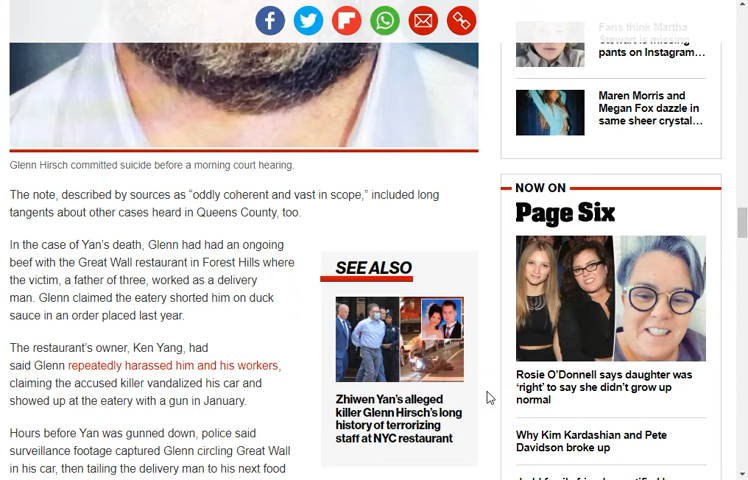 Glenn Hirsch committed suicide before a morning court hearing.
The note, described by sources as “oddly coherent and vast in scope,” included long
tangents about other cases heard in Queens County, too.
In the case of Yan’s death, Glenn had had an ongoing
beef with the Great Wall restaurant in Forest Hills where
the victim, a father of three, worked as a delivery
man. Glenn claimed the eatery shorted him on duck
sauce in an order placed last year.
The restaurant’s owner, Ken Yang, had
said Glenn repeatedly harassed him and his workers,
claiming the accused killer vandalized his car and
showed up at the eatery with a gun in January.
Hours before Yan was gunned down, police said
surveillance footage captured Glenn circling Great Wall
in his car, then tailing the delivery man to his next food
SEE ALSO
Zhiwen Yan’s alleged
killer Glenn Hirsch’s long
history of terrorizing
staff at NYC restaurant
Fans think Martha
Stewart is missing
pants on Instagram…
Maren Morris and
Megan Fox dazzle in
same sheer crystal…
NOW ON
Page Six
Rosie O’Donnell says daughter was
‘right’ to say she didn’t grow up
normal
Why Kim Kardashian and Pete
Davidson broke up